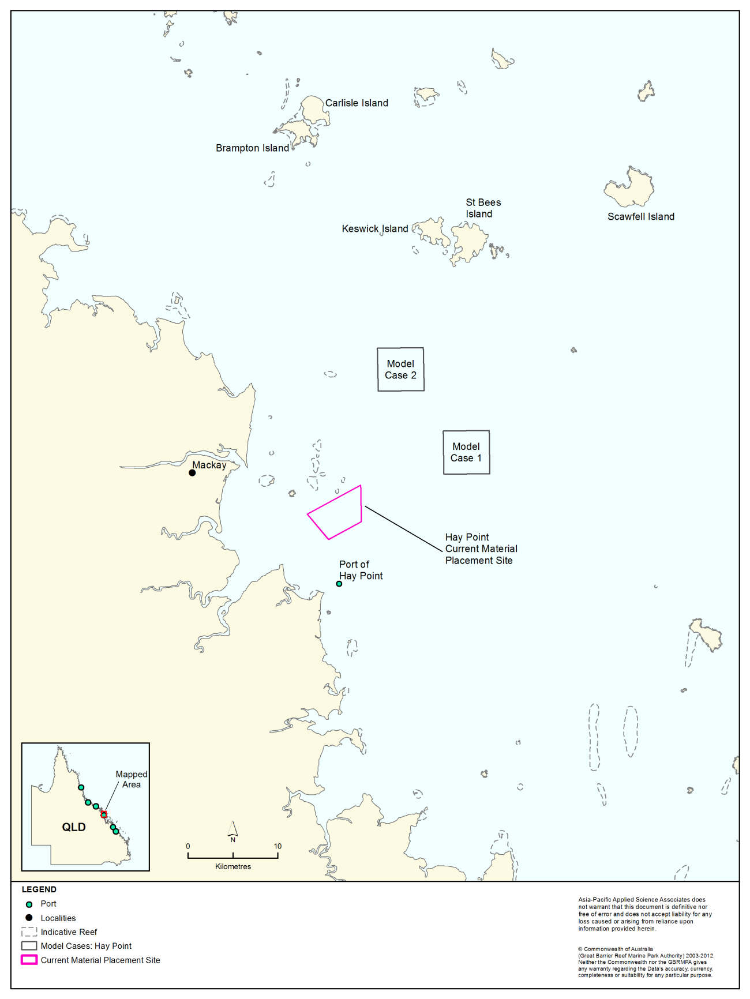 Carlisle Island
Brampton Island
St Bees
Island
Keswick Island
Scawfell Island
Model
Case 2
Model
Case 1
Mackay
Hay Point
Current Material
Placement Site
Port of
Hay Point
Mapped
Area
QLD
N
0 10
Kilometres
LEGEND
Port
Localities
Indicative Reef
Model Cases: Hay Point
Current Material Placement Site
Asia-Pacific Applied Science Associates does
not warrant that this document is definitive nor
free of error and does not accept liability for any
loss caused or arising from reliance upon
information provided herein.
© Commonwealth of Australia
(Great Barrier Reef Marine Park Authority) 2003-2012.
Neither the Commonwealth nor the GBRMPA gives
any warranty regarding the Data's accuracy, currency,
completeness or suitability for any particular purpose.